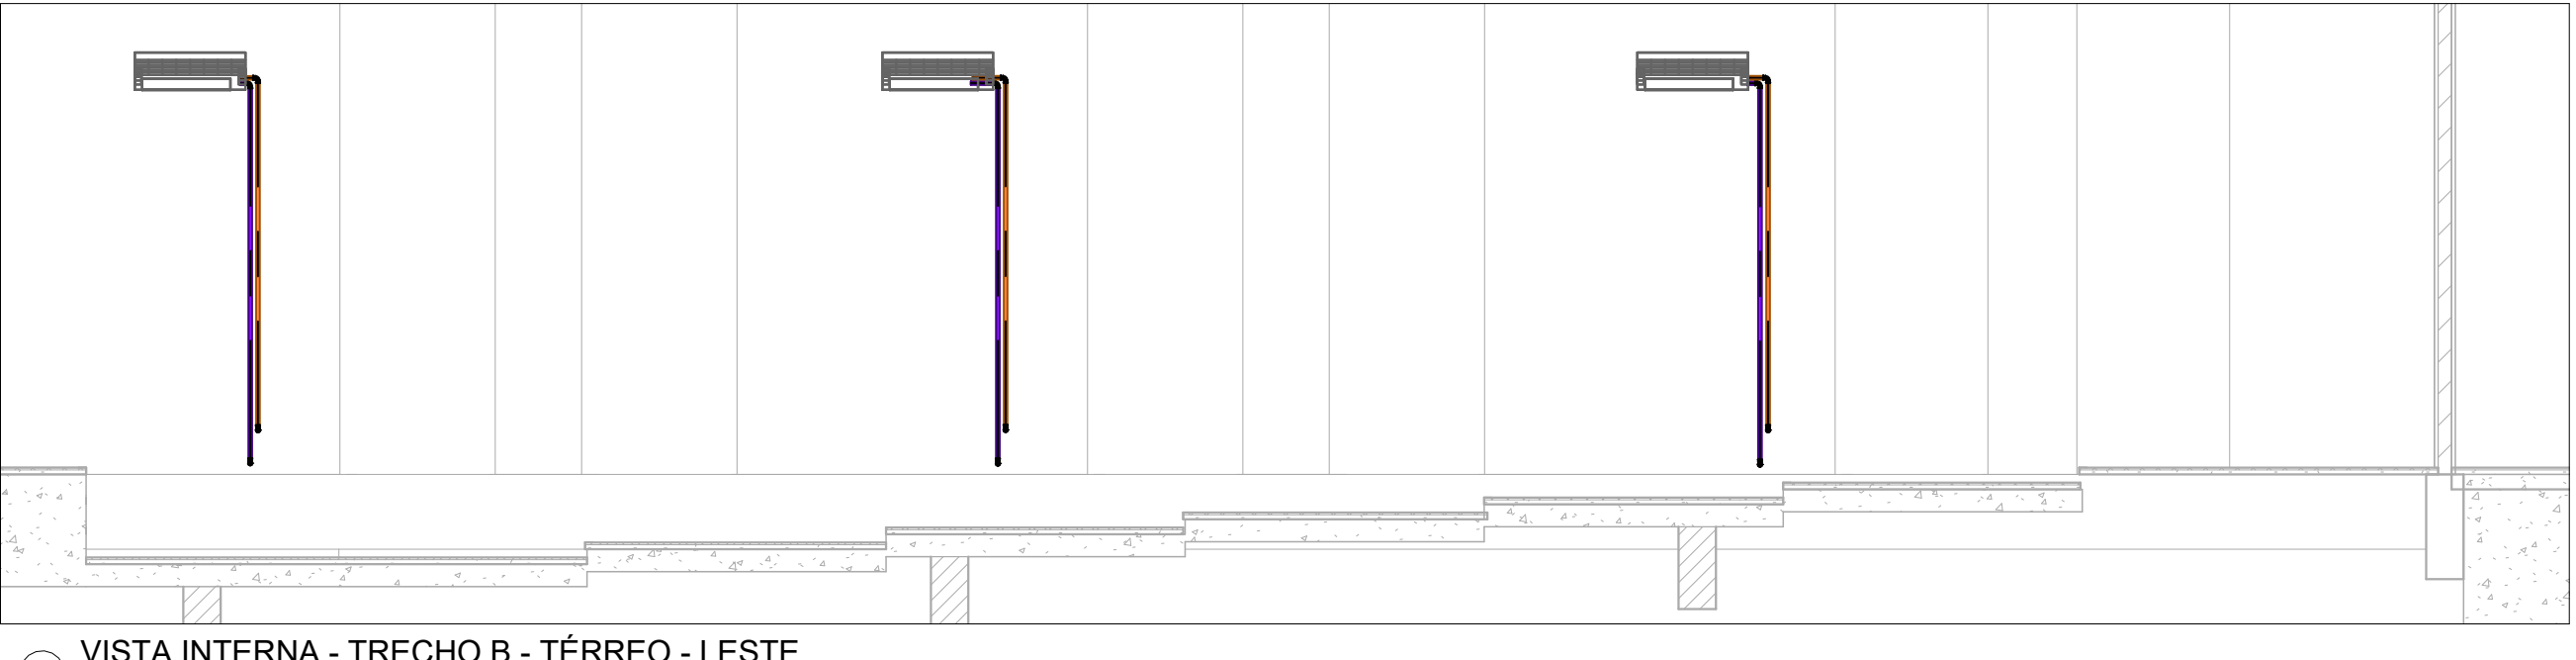 VISTA INTERNA - TRECHO B - TÉRREO - LESTE